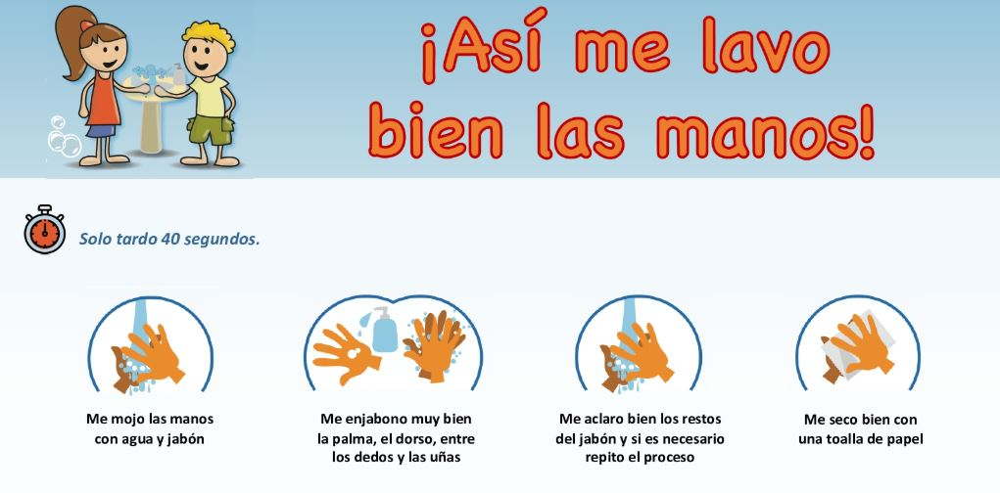 ¡Así me lavo
bien las manos!
Solo tardo 40 segundos.
Me mojo las manos
con agua y jabón
Me enjabono muy bien
la palma, el dorso, entre
los dedos y las uñas
Me aclaro bien los restos
del jabón y si es necesario
repito el proceso
Me seco bien con
una toalla de papel